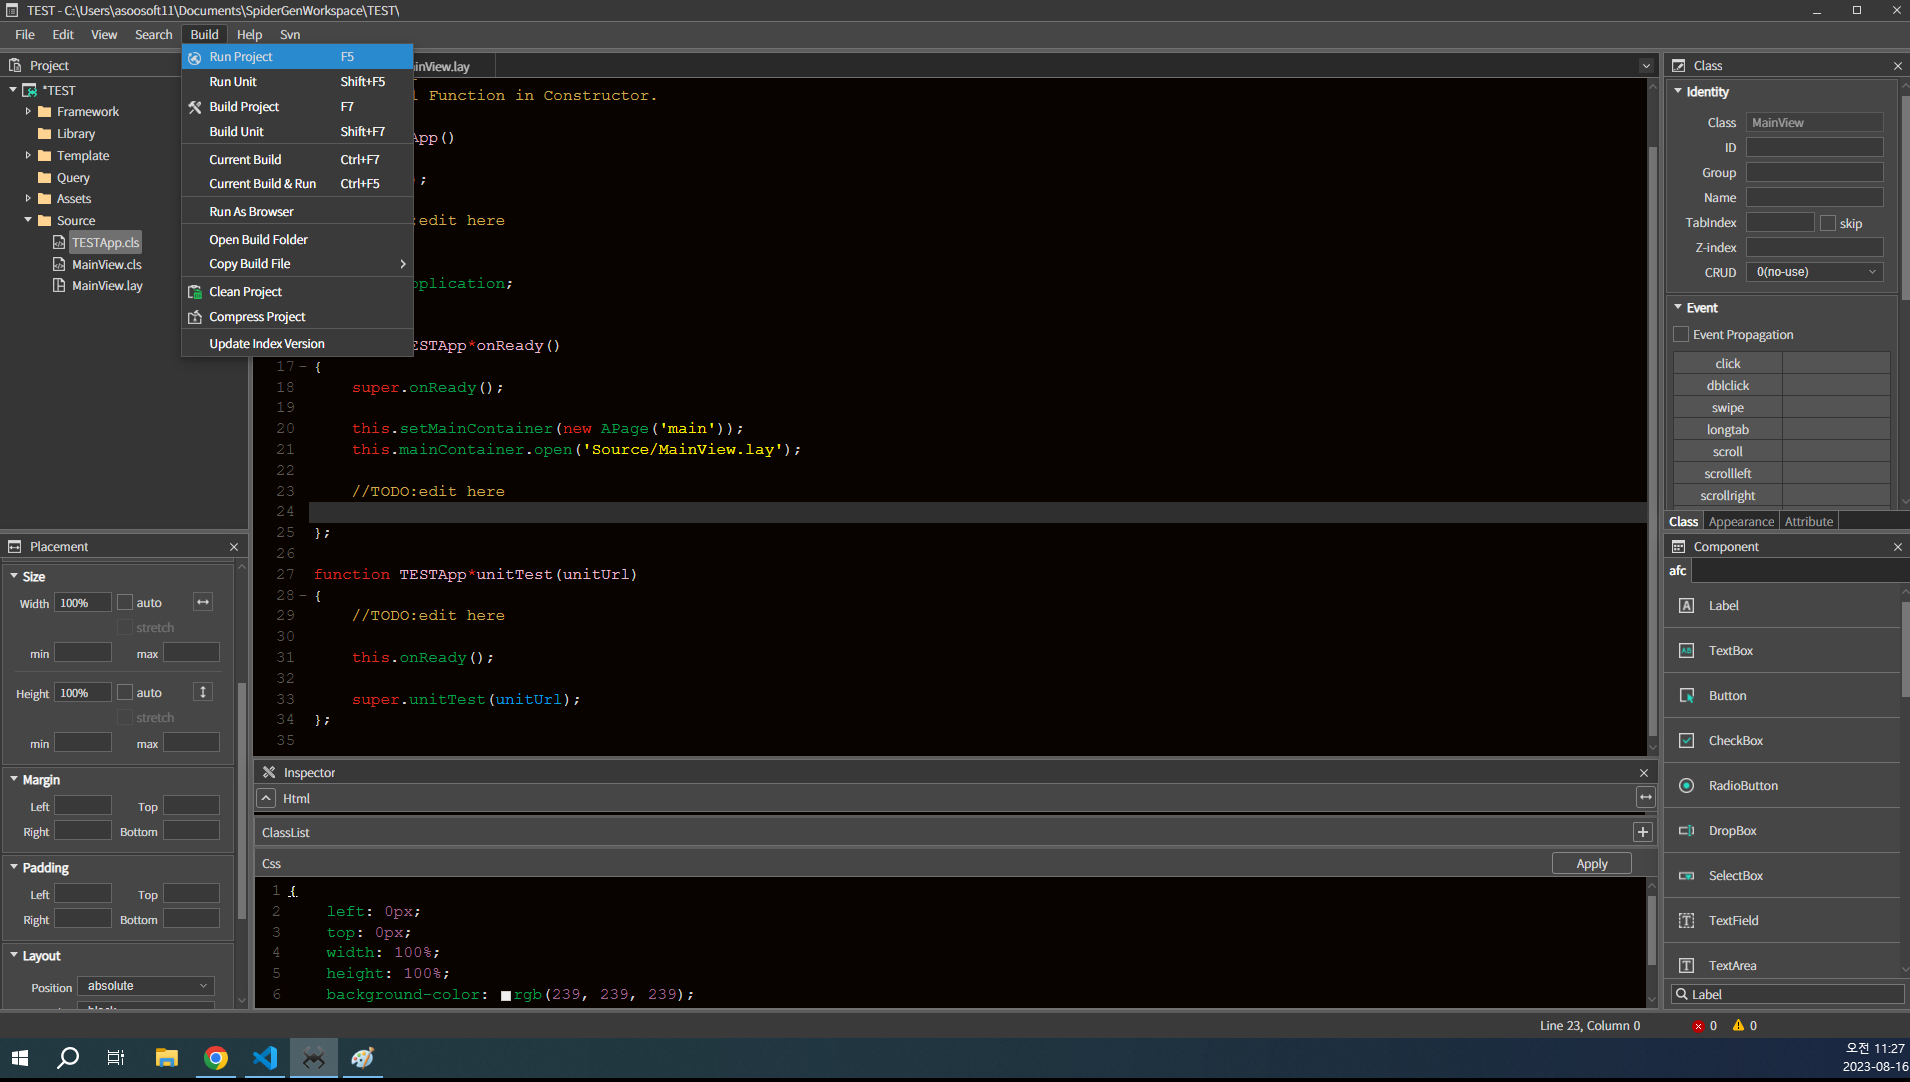 TEST - C:\Users\asoosoft11\Documents\SpiderGenWorkspace\TEST\
File Edit View Search Build Help Svn
Project
*TEST
Framework
Library
Template
Query
Assets
Source
TESTApp.cls
MainView.cls
MainView.lay
Run Project F5
Run Unit Shift+F5
Build Project F7
Build Unit Shift+F7
Current Build Ctrl+F7
Current Build & Run Ctrl+F5
Run As Browser
Open Build Folder
Copy Build File
Clean Project
Compress Project
Update Index Version
ainView.lay
l Function in Constructor.
App()
;
:edit here
pplication;
ESTApp*onReady()
17 {
18 super.onReady();
19
20 this.setMainContainer(new APage('main'));
21 this.mainContainer.open('Source/MainView.lay');
22
23 //TODO:edit here
24
25 };
26
27 function TESTApp*unitTest(unitUrl)
28 {
29 //TODO:edit here
30
31 this.onReady();
32
33 super.unitTest(unitUrl);
34 };
35
Placement
Size
Width 100% auto
stretch
min max
Height 100% auto
stretch
min max
Margin
Left Top
Right Bottom
Padding
Left Top
Right Bottom
Layout
Position absolute
Inspector
Html
ClassList
Css Apply
1 {
2 left: 0px;
3 top: 0px;
4 width: 100%;
5 height: 100%;
6 background-color: rgb(239, 239, 239);
Class
Identity
Class MainView
ID
Group
Name
TabIndex skip
Z-index
CRUD 0(no-use)
Event
Event Propagation
click
dblclick
swipe
longtab
scroll
scrollleft
scrollright
Class Appearance Attribute
Component
afc
Label
TextBox
Button
CheckBox
RadioButton
DropBox
SelectBox
TextField
TextArea
Label
Line 23, Column 0 0 0
오전 11:27
2023-08-16